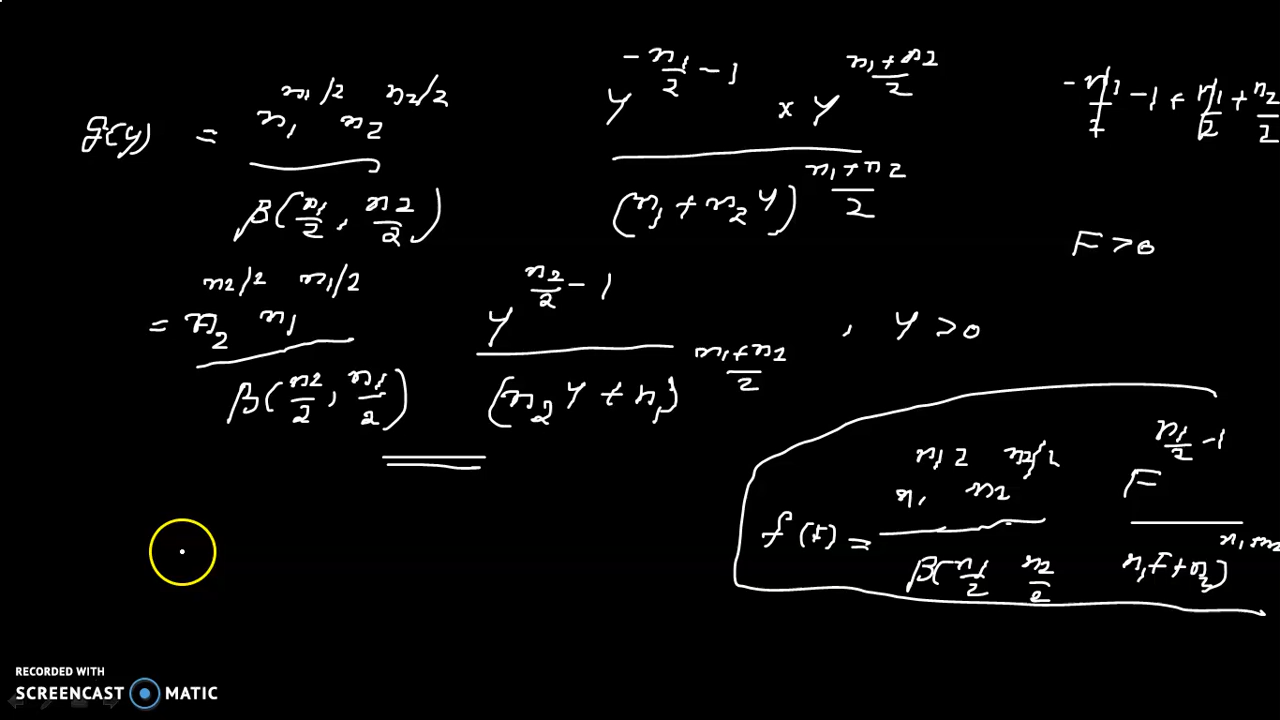 g(y) = n₁^(n₁/2) n₂^(n₂/2) / β(n₁/2, n₂/2) y^(-n₁/2 - 1) × y^((n₁+n₂)/2) / (n₁ + n₂ y)^((n₁+n₂)/2)
-n₁/2 - 1 + n₁/2 + n₂/2
F > 0
= n₂^(n₂/2) n₁^(n₁/2) / β(n₂/2, n₁/2) y^(n₂/2 - 1) / (n₂ y + n₁)^((n₁+n₂)/2) , y > 0
f(F) = n₁^(n₁/2) n₂^(n₂/2) / β(n₁/2 n₂/2 F^(n₁/2 - 1) / n₁F + n₂)^(n₁+n₂)
RECORDED WITH
SCREENCAST MATIC